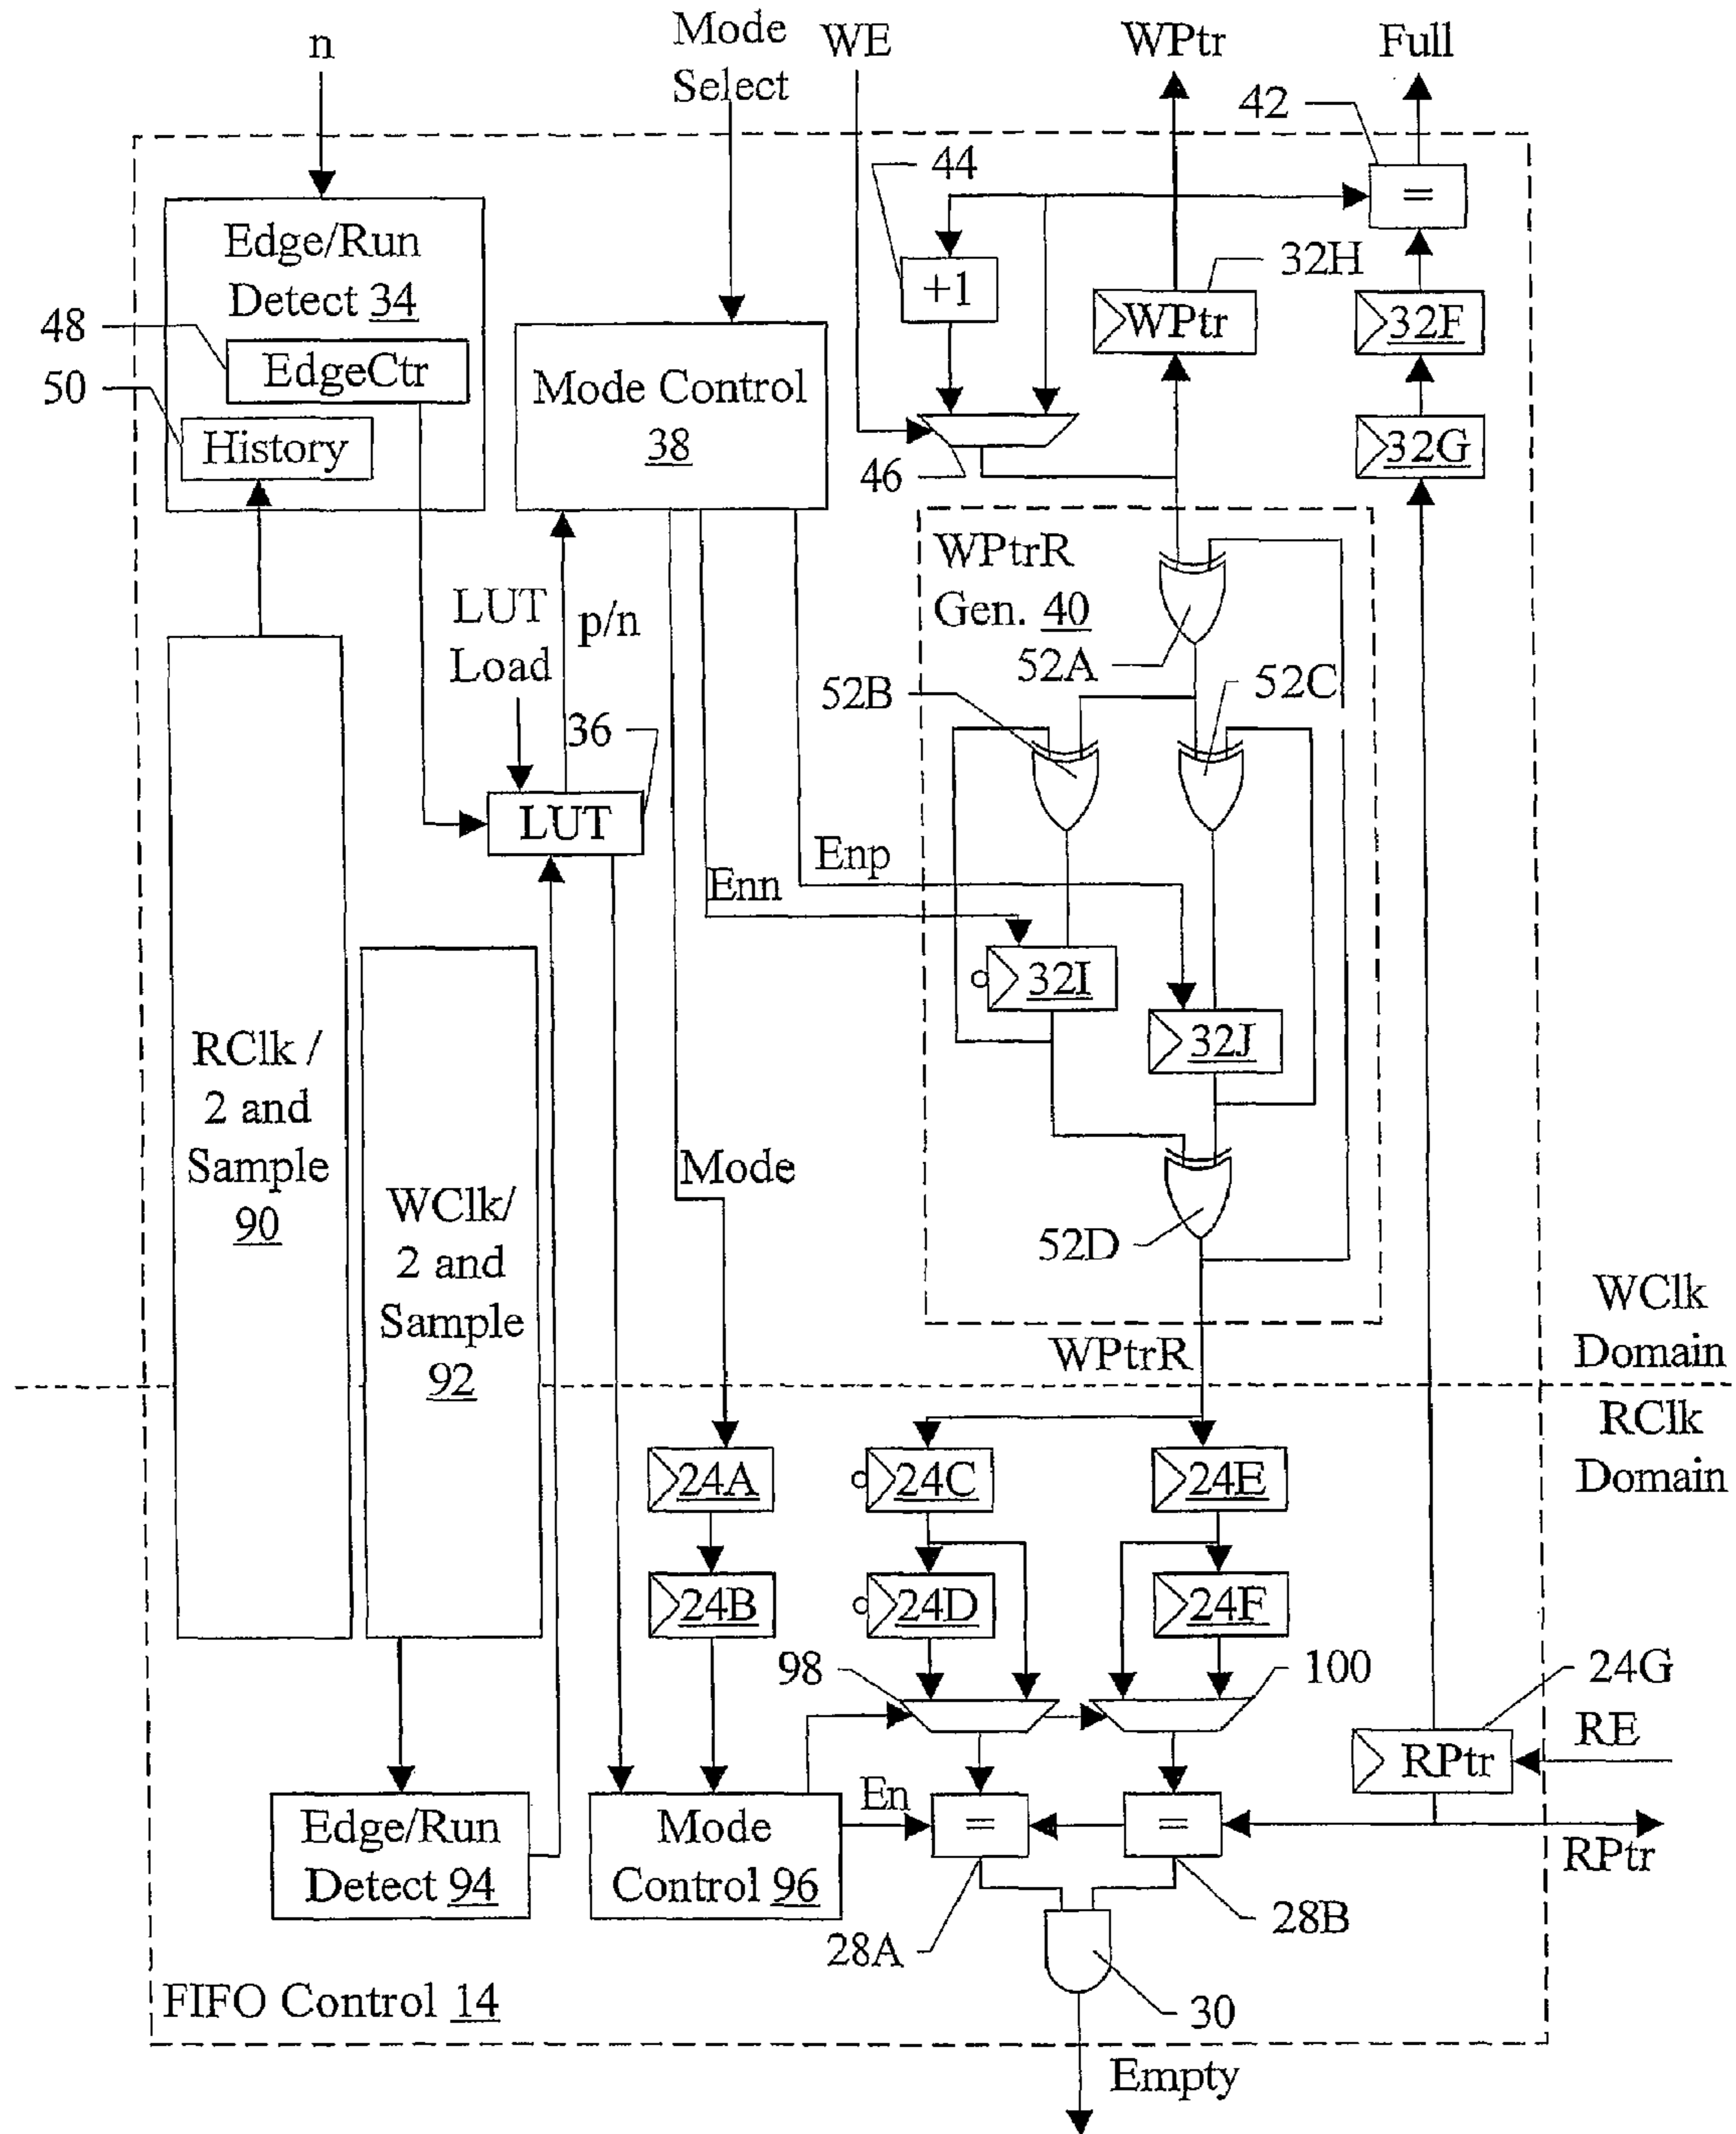 n
Mode
Select
WE
WPtr
Full
42
44
=
Edge/Run
Detect 34
+1
32H
WPtr
32F
48
EdgeCtr
Mode Control
38
50
History
46
32G
WPtrR
Gen. 40
LUT
Load
p/n
52A
52B
52C
36
LUT
Enp
Enn
32I
RClk /
2 and
Sample
90
32J
Mode
WClk/
2 and
Sample
92
52D
WPtrR
WClk
Domain
RClk
Domain
24A
24C
24E
24B
24D
24F
98
100
24G
RE
RPtr
En
Edge/Run
Detect 94
Mode
Control 96
=
=
RPtr
28A
28B
FIFO Control 14
30
Empty